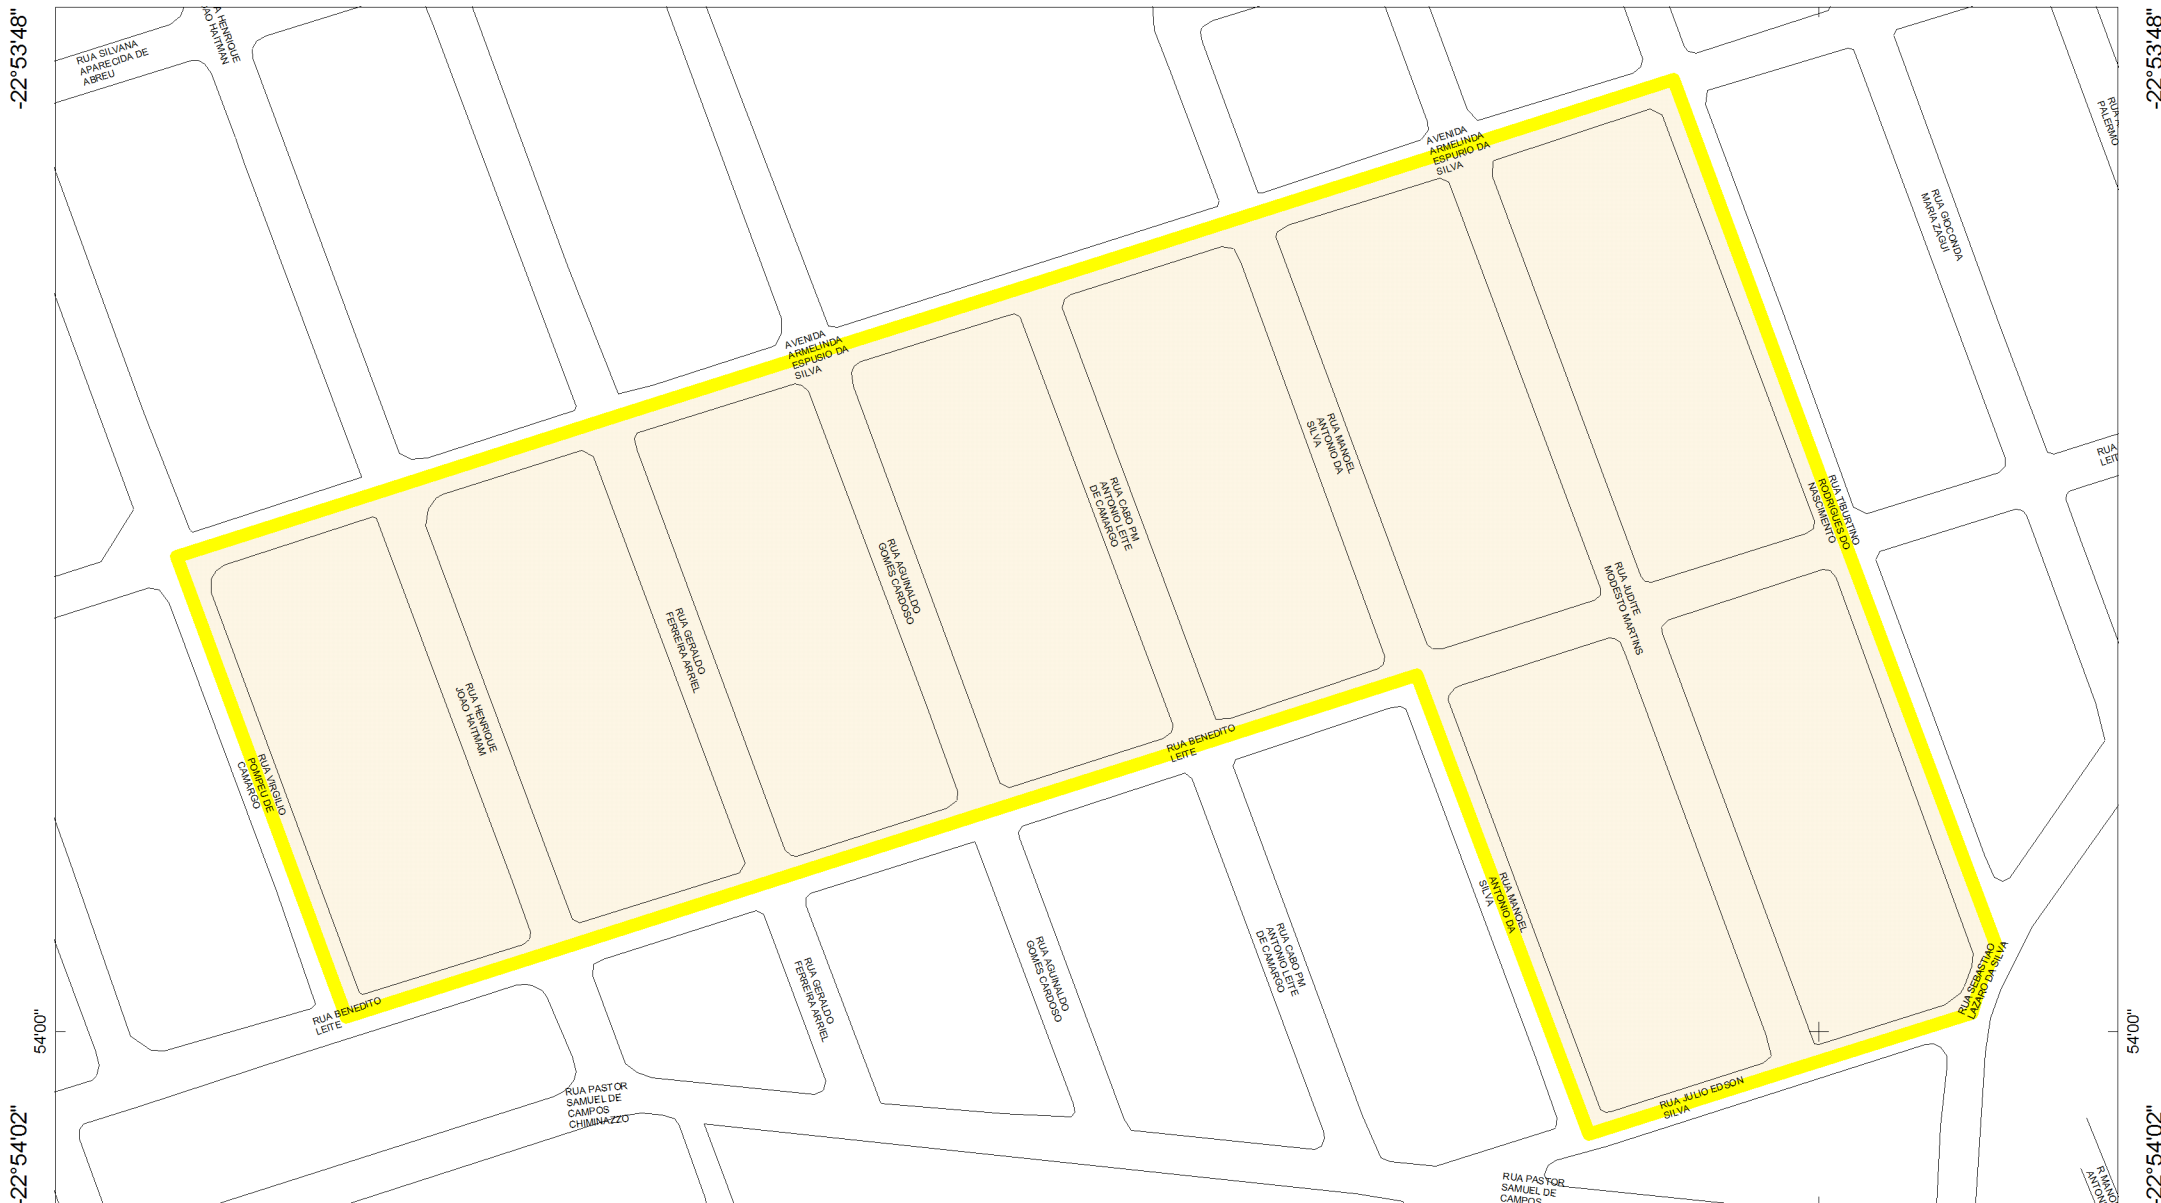 -22°53'48"
-22°53'48"
A HENRIQUE
AO HAITMAN
RUA SILVANA
APARECIDA DE
ABREU
PALERMO
AVENIDA
ARMELINDA
ESPURIO DA
SILVA
RUA GIOCONDA
MARIA ZAGUI
AVENIDA
ARMELINDA
ESPUSIO DA
SILVA
RUA MANOEL
ANTONIO DA
SILVA
RUA
LEIT
RUA CABO PM
ANTONIO LEITE
DE CAMARGO
RUA TIBURTINO
RODRIGUES DO
NASCIMENTO
RUA AGUINALDO
GOMES CARDOSO
RUA JUDITE
MODESTO MARTINS
RUA GERALDO
FERREIRA ARRIEL
RUA HENRIQUE
JOAO HAITMAM
RUA BENEDITO
LEITE
RUA VIRGILIO
POMPEU DE
CAMARGO
RUA MANOEL
ANTONIO DA
SILVA
RUA CABO PM
ANTONIO LEITE
DE CAMARGO
RUA AGUINALDO
GOMES CARDOSO
RUA GERALDO
FERREIRA ARRIEL
RUA SEBASTIAO
LAZARO DA SILVA
RUA BENEDITO
LEITE
54'00"
54'00"
RUA PASTOR
SAMUEL DE
CAMPOS
CHIMINAZZO
RUA JULIO EDSON
SILVA
-22°54'02"
-22°54'02"
RUA PASTOR
SAMUEL DE
CAMPOS
R MANO
ANTON